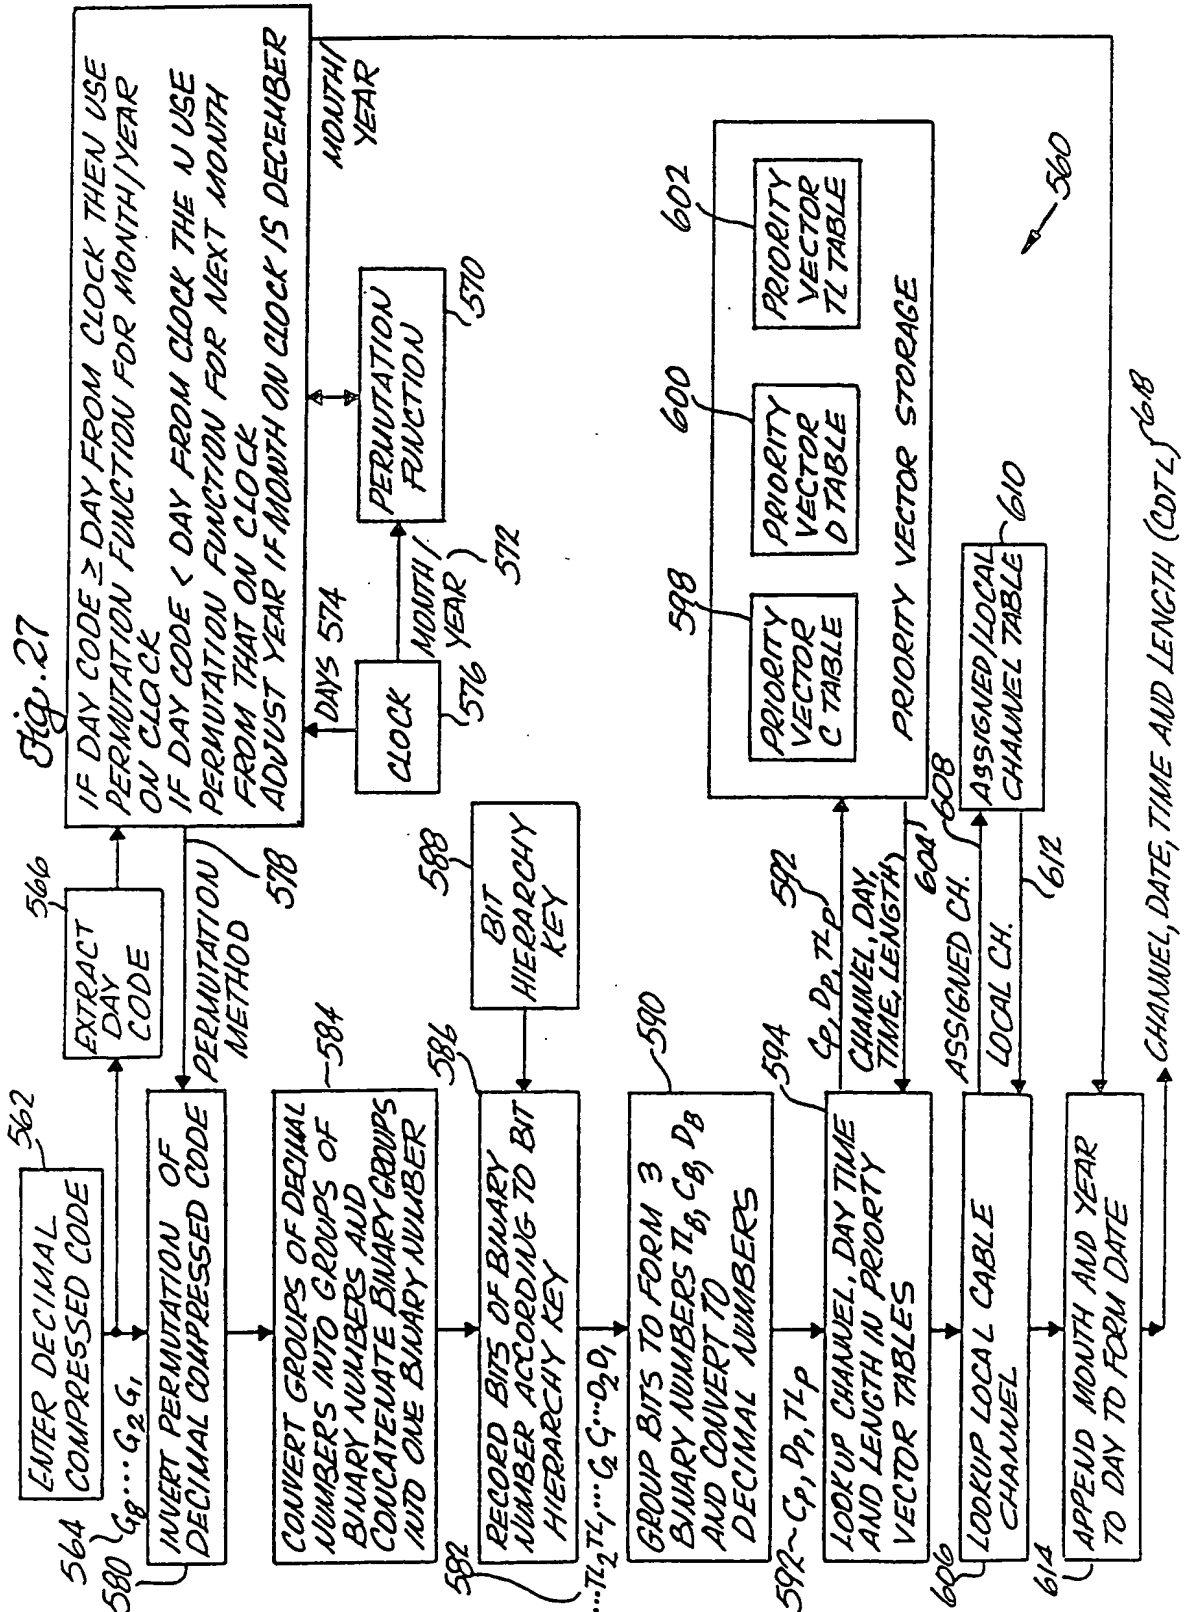 Fig. 27
562
ENTER DECIMAL
COMPRESSED CODE
564
G8 ··· G2 G1
566
EXTRACT
DAY
CODE
IF DAY CODE ≥ DAY FROM CLOCK THEN USE
PERMUTATION FUNCTION FOR MONTH/YEAR
ON CLOCK
IF DAY CODE < DAY FROM CLOCK THE N USE
PERMUTATION FUNCTION FOR NEXT MONTH
FROM THAT ON CLOCK
ADJUST YEAR IF MONTH ON CLOCK IS DECEMBER
MONTH/
YEAR
580
INVERT PERMUTATION OF
DECIMAL COMPRESSED CODE
PERMUTATION
METHOD
578
DAYS 574
CLOCK
576
MONTH/
YEAR
572
PERMUTATION
FUNCTION
570
584
CONVERT GROUPS OF DECIMAL
NUMBERS INTO GROUPS OF
BINARY NUMBERS AND
CONCATENATE BINARY GROUPS
INTO ONE BINARY NUMBER
586
RECORD BITS OF BINARY
NUMBER ACCORDING TO BIT
HIERARCHY KEY
588
BIT
HIERARCHY
KEY
582
...TL2 TL1 ... C2 C1 ... D2 D1
590
GROUP BITS TO FORM 3
BINARY NUMBERS TLB, CB, DB
AND CONVERT TO
DECIMAL NUMBERS
592~CP, DP, TLP
594
LOOKUP CHANNEL, DAY TIME
AND LENGTH IN PRIORTY
VECTOR TABLES
CP, DP, TLP
592
CHANNEL, DAY,
TIME, LENGTH
604
598
PRIORITY
VECTOR
C TABLE
600
PRIORITY
VECTOR
D TABLE
602
PRIORITY
VECTOR
TL TABLE
PRIORITY VECTOR STORAGE
560
606
LOOKUP LOCAL CABLE
CHANNEL
ASSIGNED CH.
608
LOCAL CH.
612
ASSIGNED/LOCAL
CHANNEL TABLE
610
614
APPEND MONTH AND YEAR
TO DAY TO FORM DATE
CHANNEL, DATE, TIME AND LENGTH (CDTL)
618